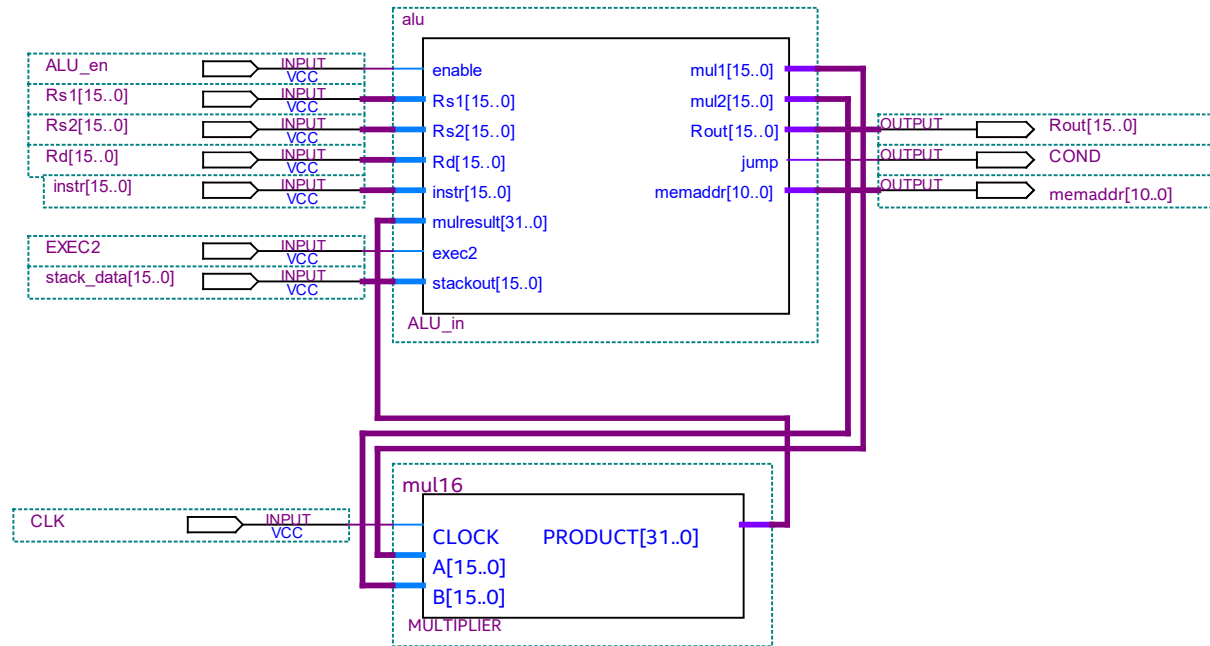 alu
ALU_en INPUT VCC enable mul1[15..0]
Rs1[15..0] INPUT VCC Rs1[15..0] mul2[15..0]
Rs2[15..0] INPUT VCC Rs2[15..0] Rout[15..0] OUTPUT Rout[15..0]
Rd[15..0] INPUT VCC Rd[15..0] jump OUTPUT COND
instr[15..0] INPUT VCC instr[15..0] memaddr[10..0] OUTPUT memaddr[10..0]
mulresult[31..0]
EXEC2 INPUT VCC exec2
stack_data[15..0] INPUT VCC stackout[15..0]
ALU_in
mul16
CLK INPUT VCC CLOCK PRODUCT[31..0]
A[15..0]
B[15..0]
MULTIPLIER